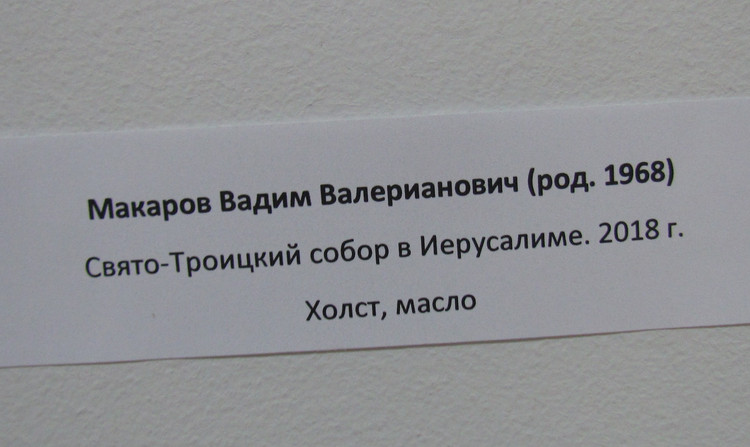 Макаров Вадим Валерианович (род. 1968)
Свято-Троицкий собор в Иерусалиме. 2018 г.
Холст, масло